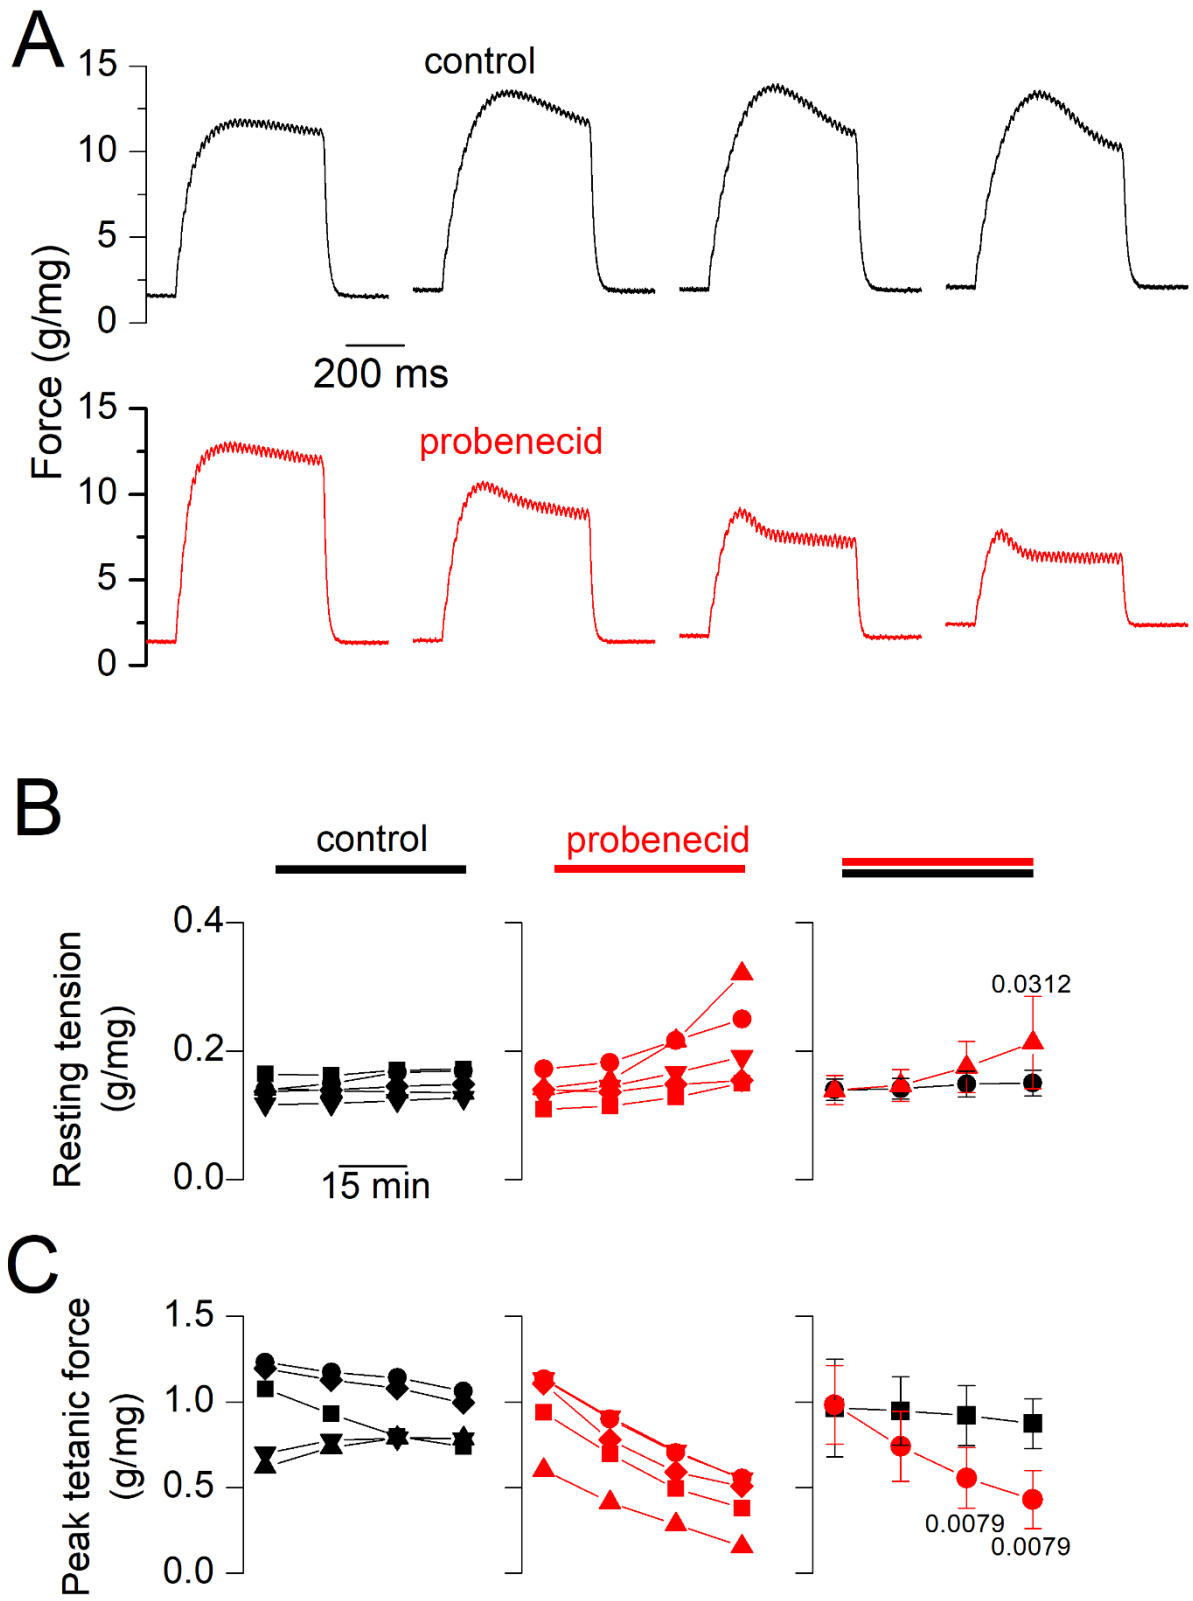 A
control
15
10
5
0
Force (g/mg)
200 ms
probenecid
15
10
5
0
B
control
probenecid
Resting tension
(g/mg)
0.4
0.2
0.0
0.0312
15 min
C
Peak tetanic force
(g/mg)
1.5
1.0
0.5
0.0
0.0079
0.0079